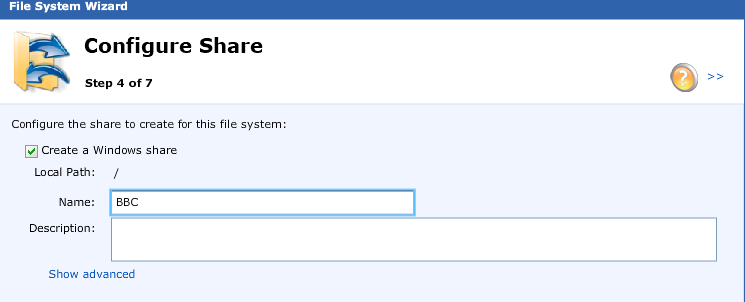 File System Wizard
Configure Share
Step 4 of 7
? >>
Configure the share to create for this file system:
Create a Windows share
Local Path: /
Name: BBC
Description:
Show advanced